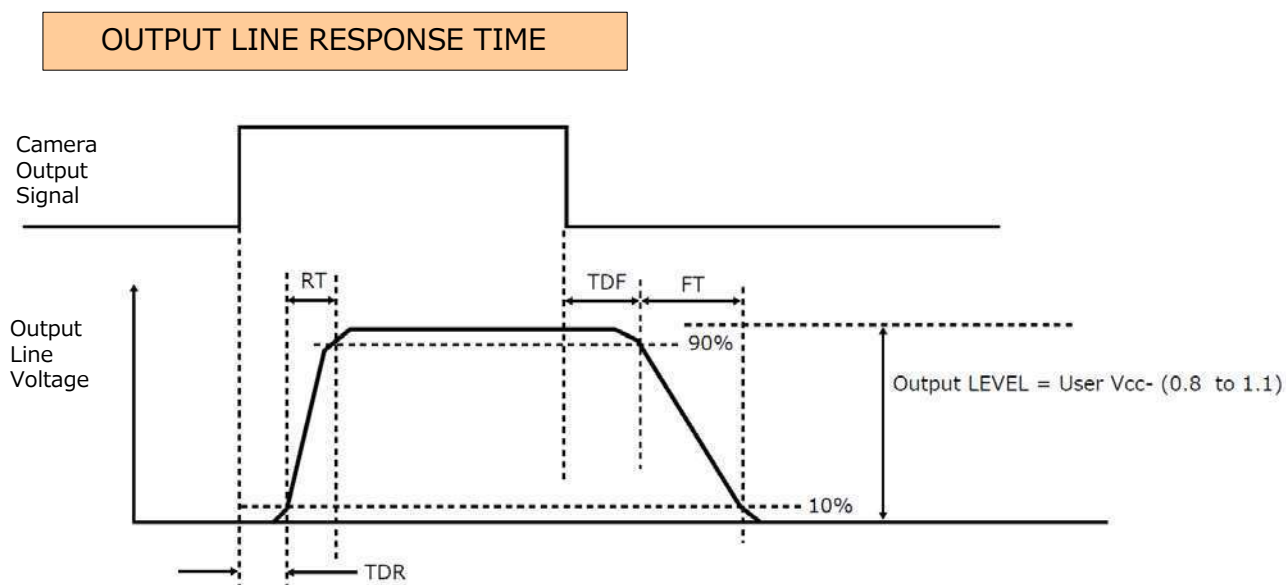 OUTPUT LINE RESPONSE TIME
Camera
Output
Signal
RT
TDF
FT
Output
Line
Voltage
90%
Output LEVEL = User Vcc- (0.8 to 1.1)
10%
TDR